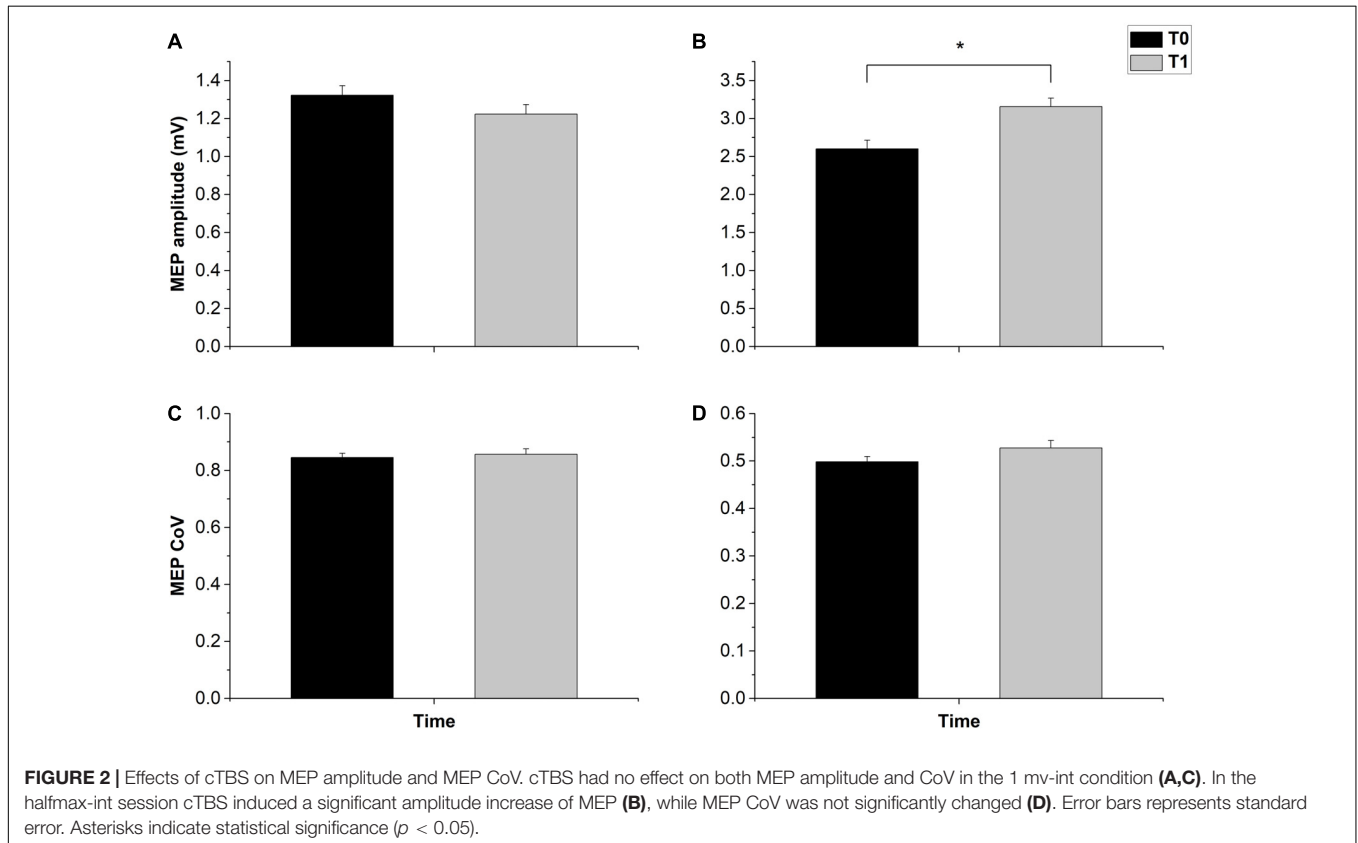 A
B
*
T0
T1
MEP amplitude (mV)
1.4
1.2
1.0
0.8
0.6
0.4
0.2
0.0
3.5
3.0
2.5
2.0
1.5
1.0
0.5
0.0
C
D
MEP CoV
1.0
0.8
0.6
0.4
0.2
0.0
Time
0.6
0.5
0.4
0.3
0.2
0.1
0.0
Time
FIGURE 2 | Effects of cTBS on MEP amplitude and MEP CoV. cTBS had no effect on both MEP amplitude and CoV in the 1 mv-int condition (A,C). In the
halfmax-int session cTBS induced a significant amplitude increase of MEP (B), while MEP CoV was not significantly changed (D). Error bars represents standard
error. Asterisks indicate statistical significance (p < 0.05).